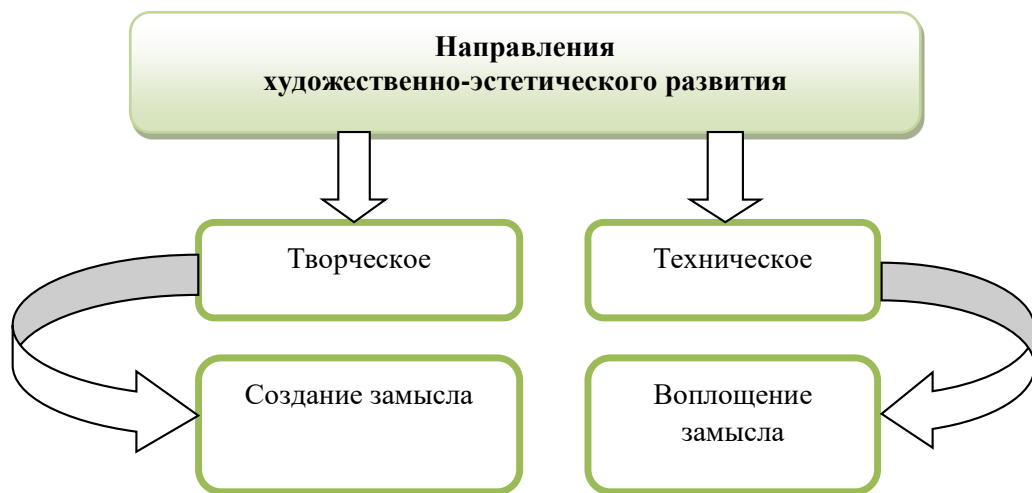 Направления
художественно-эстетического развития
Творческое
Техническое
Создание замысла
Воплощение
замысла